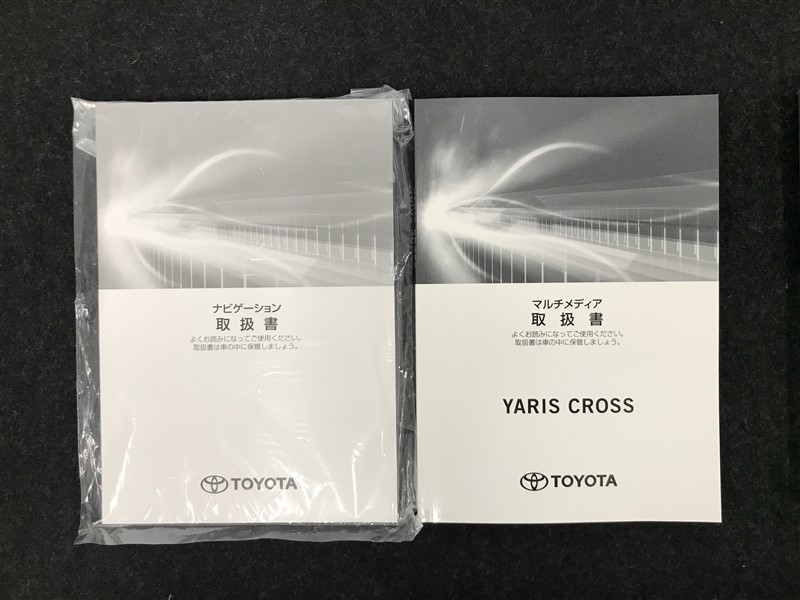 ナビゲーション
取扱書
よくお読みになってご使用ください。
取扱書は車の中に保管しましょう。
TOYOTA
マルチメディア
取扱書
よくお読みになってご使用ください。
取扱書は車の中に保管しましょう。
YARIS CROSS
TOYOTA